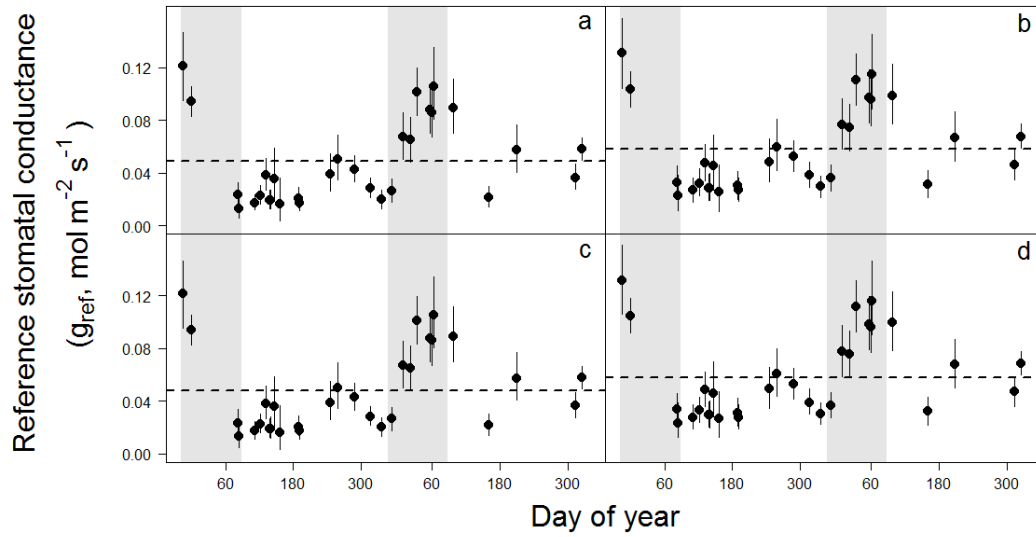 Reference stomatal conductance
(gref, mol m-2 s-1 )
a
b
0.12
0.08
0.04
0.00
c
d
0.12
0.08
0.04
0.00
60 180 300 60 180 300 60 180 300 60 180 300
Day of year